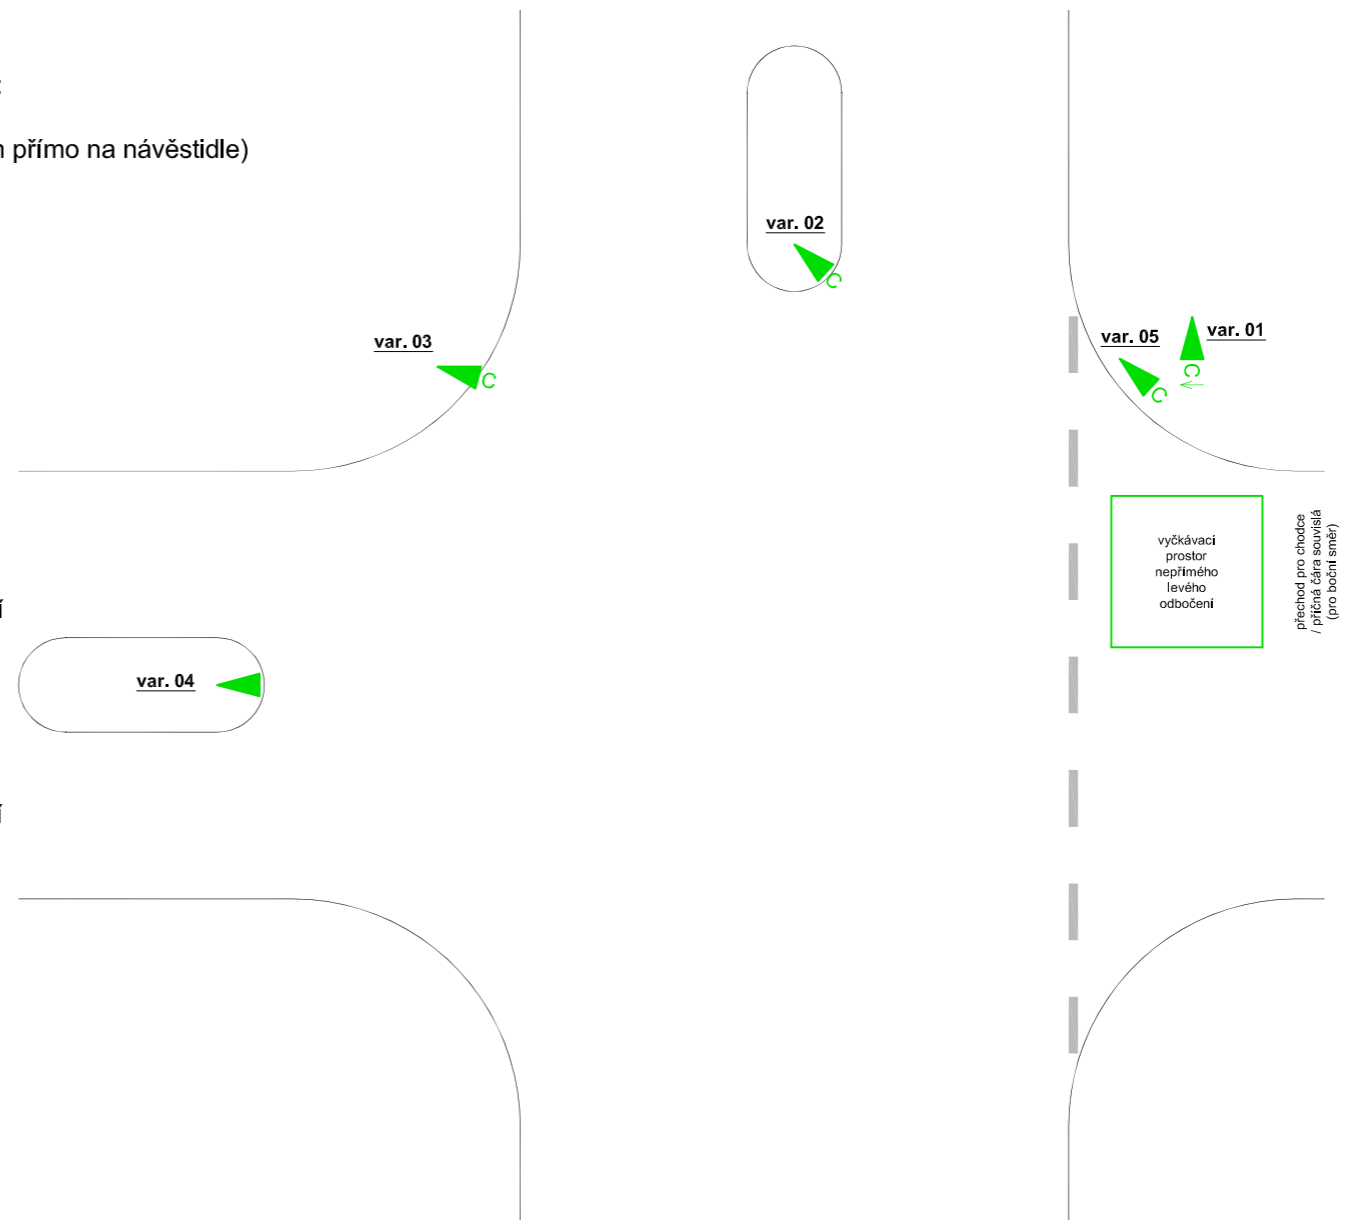 :
přímo na návěstidle)
var. 02
var. 03
var. 05
var. 01
C
C
C
C
vyčkávací
prostor
nepřímého
levého
odbočení
přechod pro chodce
/ příčná čára souvislá
(pro boční směr)
í
var. 04
í